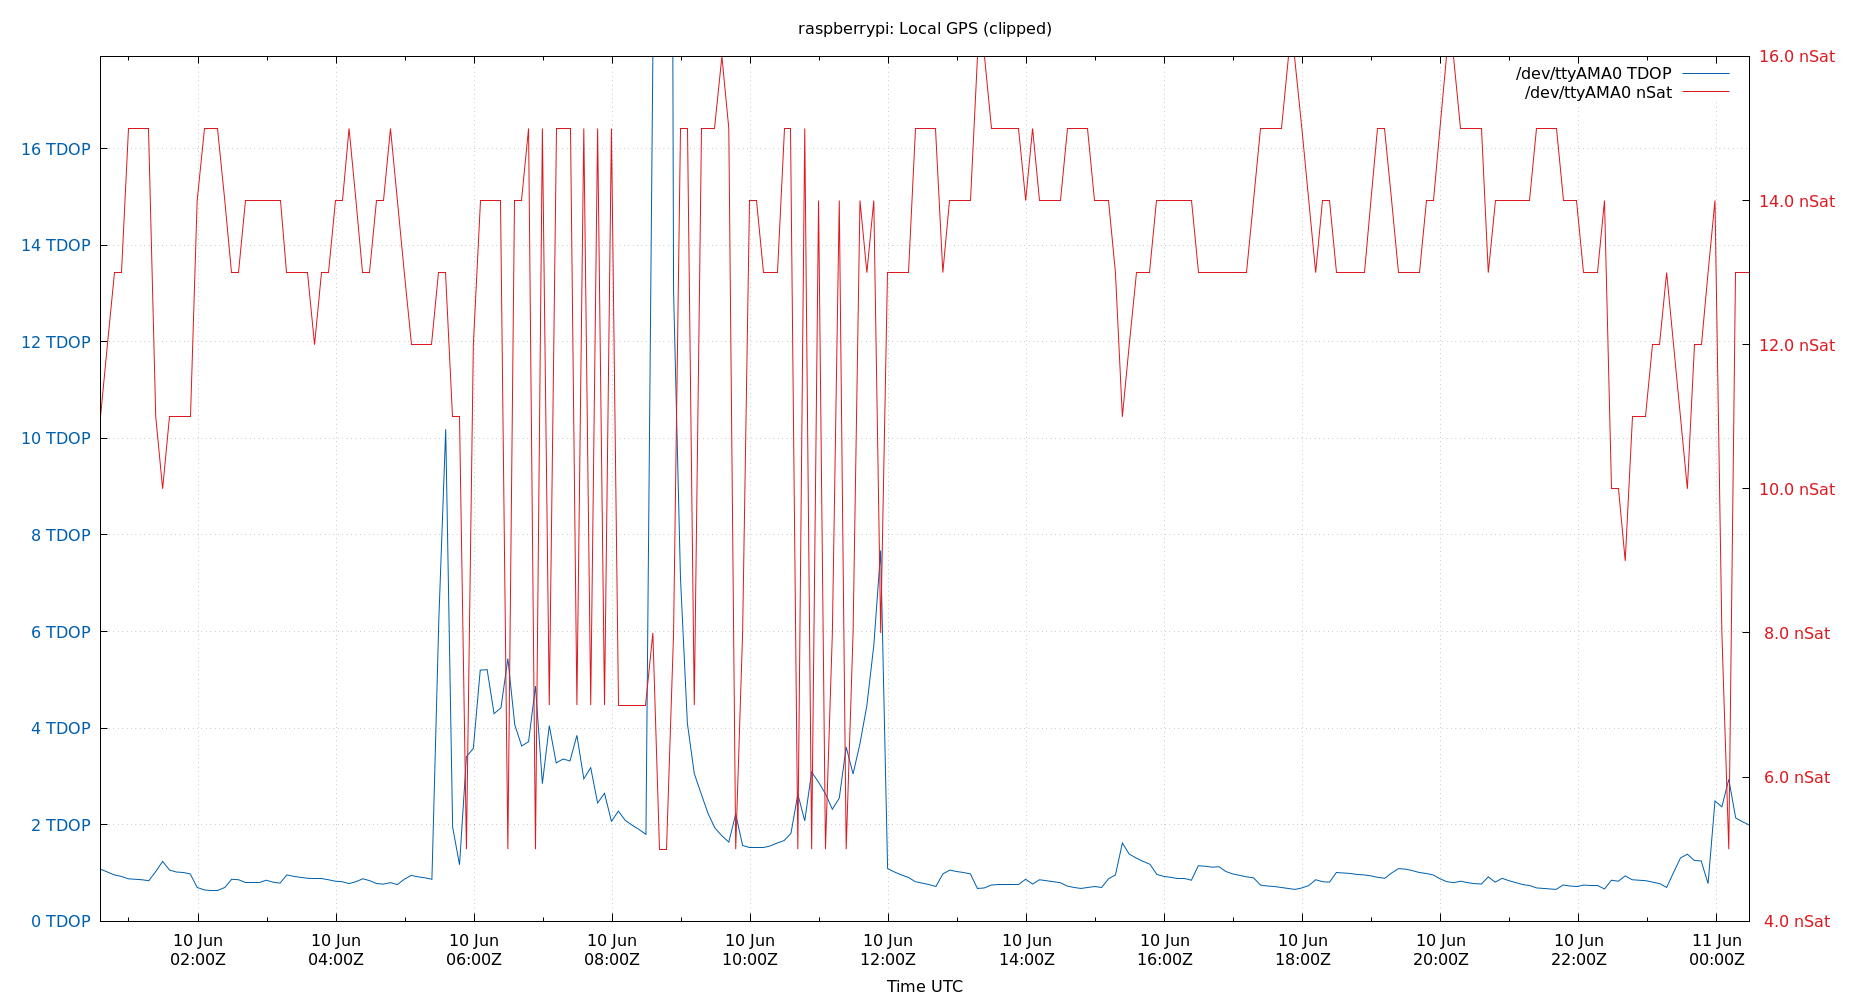 raspberrypi: Local GPS (clipped)
/dev/ttyAMA0 TDOP
/dev/ttyAMA0 nSat
16 TDOP
14 TDOP
12 TDOP
10 TDOP
8 TDOP
6 TDOP
4 TDOP
2 TDOP
0 TDOP
16.0 nSat
14.0 nSat
12.0 nSat
10.0 nSat
8.0 nSat
6.0 nSat
4.0 nSat
10 Jun 10 Jun 10 Jun 10 Jun 10 Jun 10 Jun 10 Jun 10 Jun 10 Jun 10 Jun 10 Jun 11 Jun
02:00Z 04:00Z 06:00Z 08:00Z 10:00Z 12:00Z 14:00Z 16:00Z 18:00Z 20:00Z 22:00Z 00:00Z
Time UTC